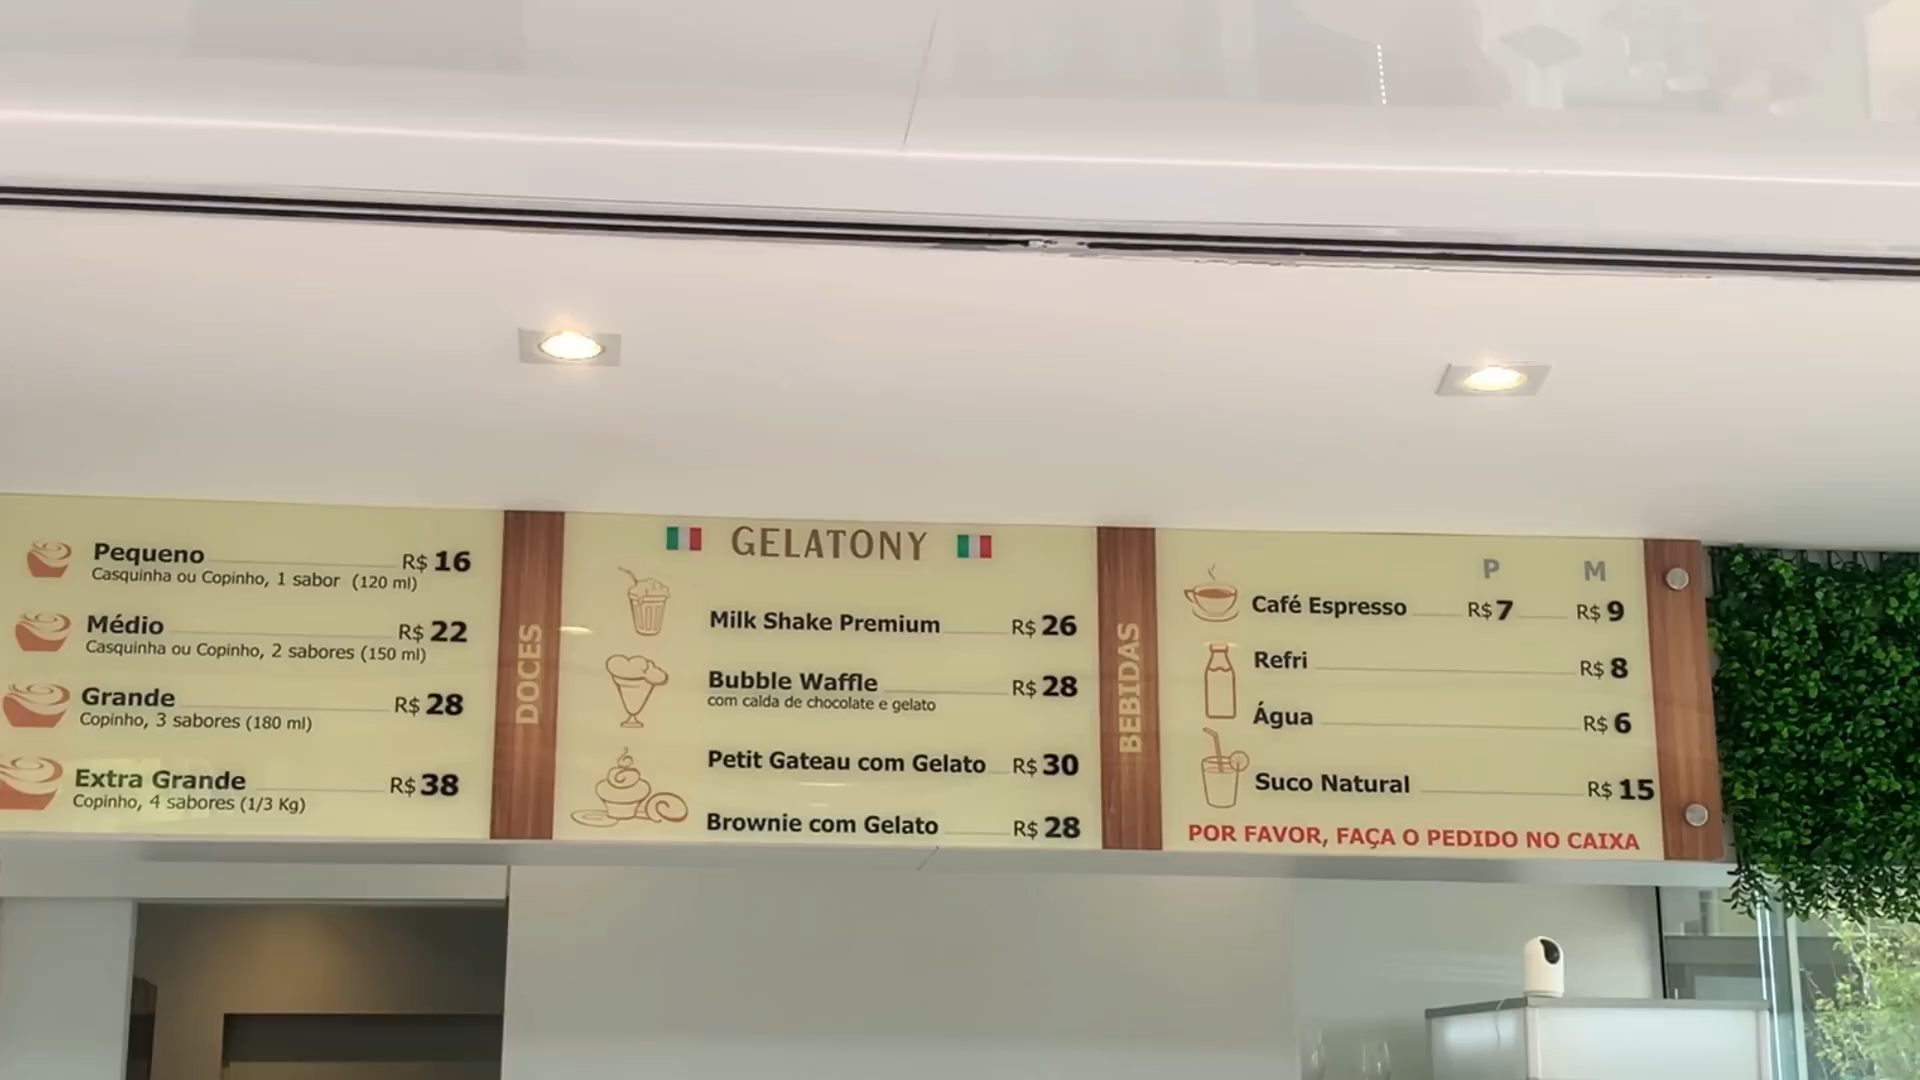 Pequeno R$ 16
Casquinha ou Copinho, 1 sabor (120 ml)
Médio R$ 22
Casquinha ou Copinho, 2 sabores (150 ml)
Grande R$ 28
Copinho, 3 sabores (180 ml)
Extra Grande R$ 38
Copinho, 4 sabores (1/3 Kg)
DOCES
GELATONY
Milk Shake Premium R$ 26
Bubble Waffle R$ 28
com calda de chocolate e gelato
Petit Gateau com Gelato R$ 30
Brownie com Gelato R$ 28
BEBIDAS
P M
Café Espresso R$ 7 R$ 9
Refri R$ 8
Água R$ 6
Suco Natural R$ 15
POR FAVOR, FAÇA O PEDIDO NO CAIXA